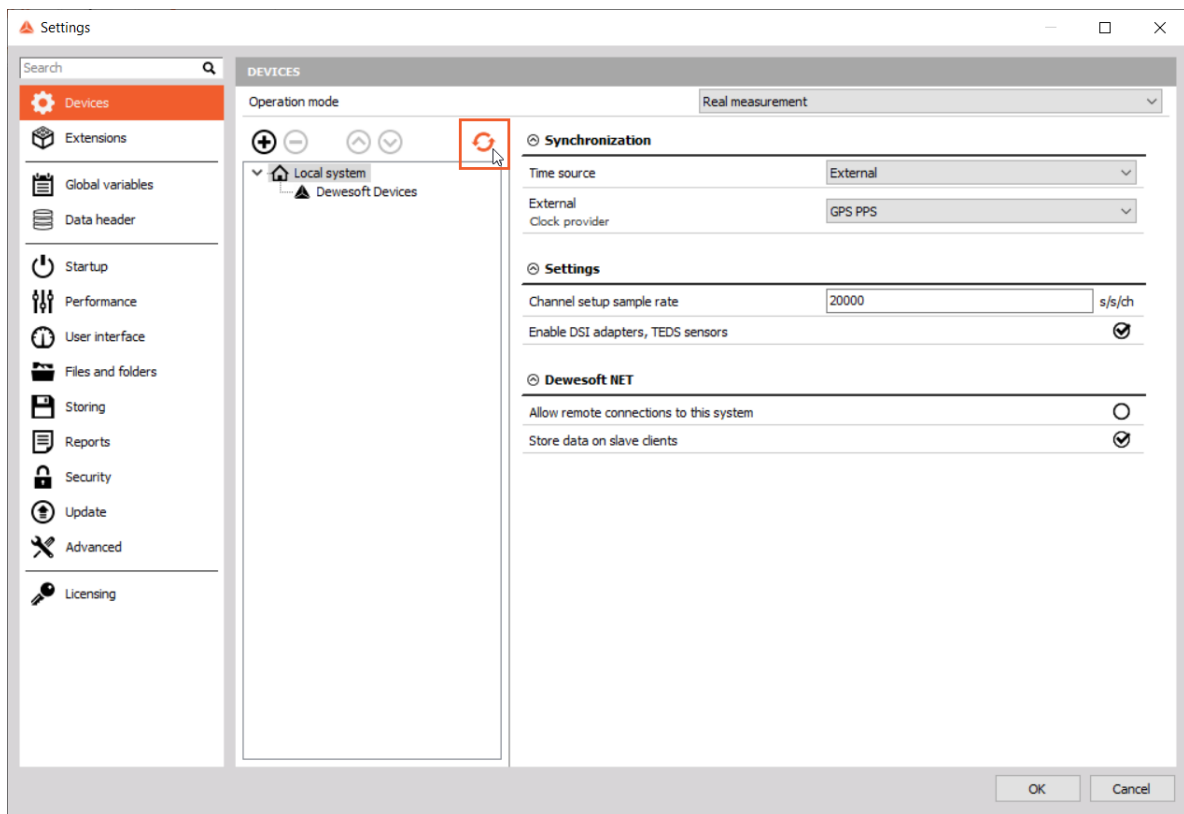 Settings
Search
DEVICES
Devices
Operation mode
Real measurement
Extensions
Synchronization
Local system
Time source
External
Global variables
Dewesoft Devices
External
Clock provider
GPS PPS
Data header
Startup
Settings
Performance
Channel setup sample rate
20000
s/s/ch
User interface
Enable DSI adapters, TEDS sensors
Files and folders
Dewesoft NET
Storing
Allow remote connections to this system
Reports
Store data on slave clients
Security
Update
Advanced
Licensing
OK
Cancel